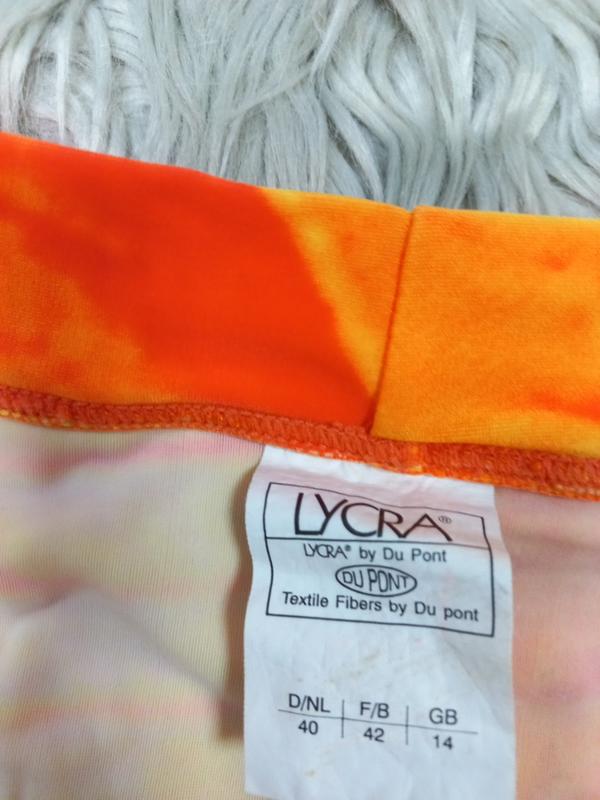 LYCRA®
LYCRA® by Du Pont
DU PONT
Textile Fibers by Du pont
D/NL F/B GB
40 42 14